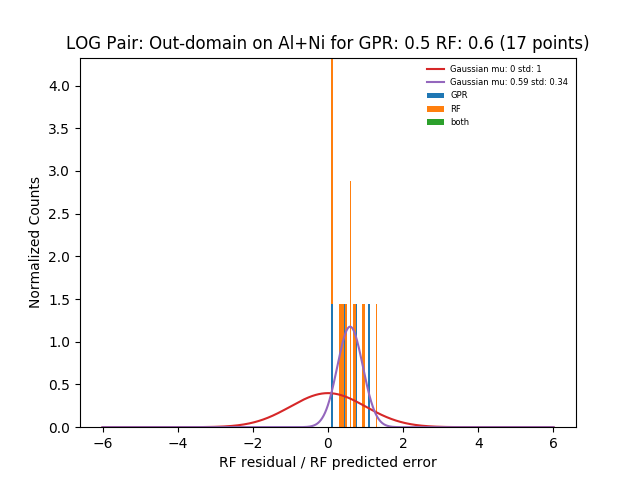 LOG Pair: Out-domain on Al+Ni for GPR: 0.5 RF: 0.6 (17 points)
Gaussian mu: 0 std: 1
Gaussian mu: 0.59 std: 0.34
GPR
RF
both
Normalized Counts
4.0
3.5
3.0
2.5
2.0
1.5
1.0
0.5
0.0
−6 −4 −2 0 2 4 6
RF residual / RF predicted error